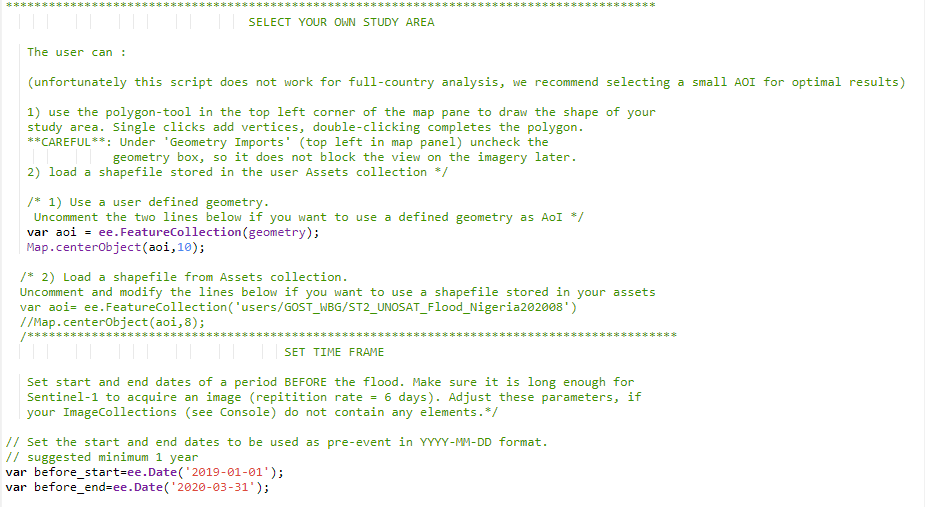 *******************************************************************************************
SELECT YOUR OWN STUDY AREA
The user can :
(unfortunately this script does not work for full-country analysis, we recommend selecting a small AOI for optimal results)
1) use the polygon-tool in the top left corner of the map pane to draw the shape of your
study area. Single clicks add vertices, double-clicking completes the polygon.
**CAREFUL**: Under 'Geometry Imports' (top left in map panel) uncheck the
geometry box, so it does not block the view on the imagery later.
2) load a shapefile stored in the user Assets collection */
/* 1) Use a user defined geometry.
Uncomment the two lines below if you want to use a defined geometry as AoI */
var aoi = ee.FeatureCollection(geometry);
Map.centerObject(aoi,10);
/* 2) Load a shapefile from Assets collection.
Uncomment and modify the lines below if you want to use a shapefile stored in your assets
var aoi= ee.FeatureCollection('users/GOST_WBG/ST2_UNOSAT_Flood_Nigeria202008')
//Map.centerObject(aoi,8);
/*******************************************************************************************
SET TIME FRAME
Set start and end dates of a period BEFORE the flood. Make sure it is long enough for
Sentinel-1 to acquire an image (repitition rate = 6 days). Adjust these parameters, if
your ImageCollections (see Console) do not contain any elements.*/
// Set the start and end dates to be used as pre-event in YYYY-MM-DD format.
// suggested minimum 1 year
var before_start=ee.Date('2019-01-01');
var before_end=ee.Date('2020-03-31');